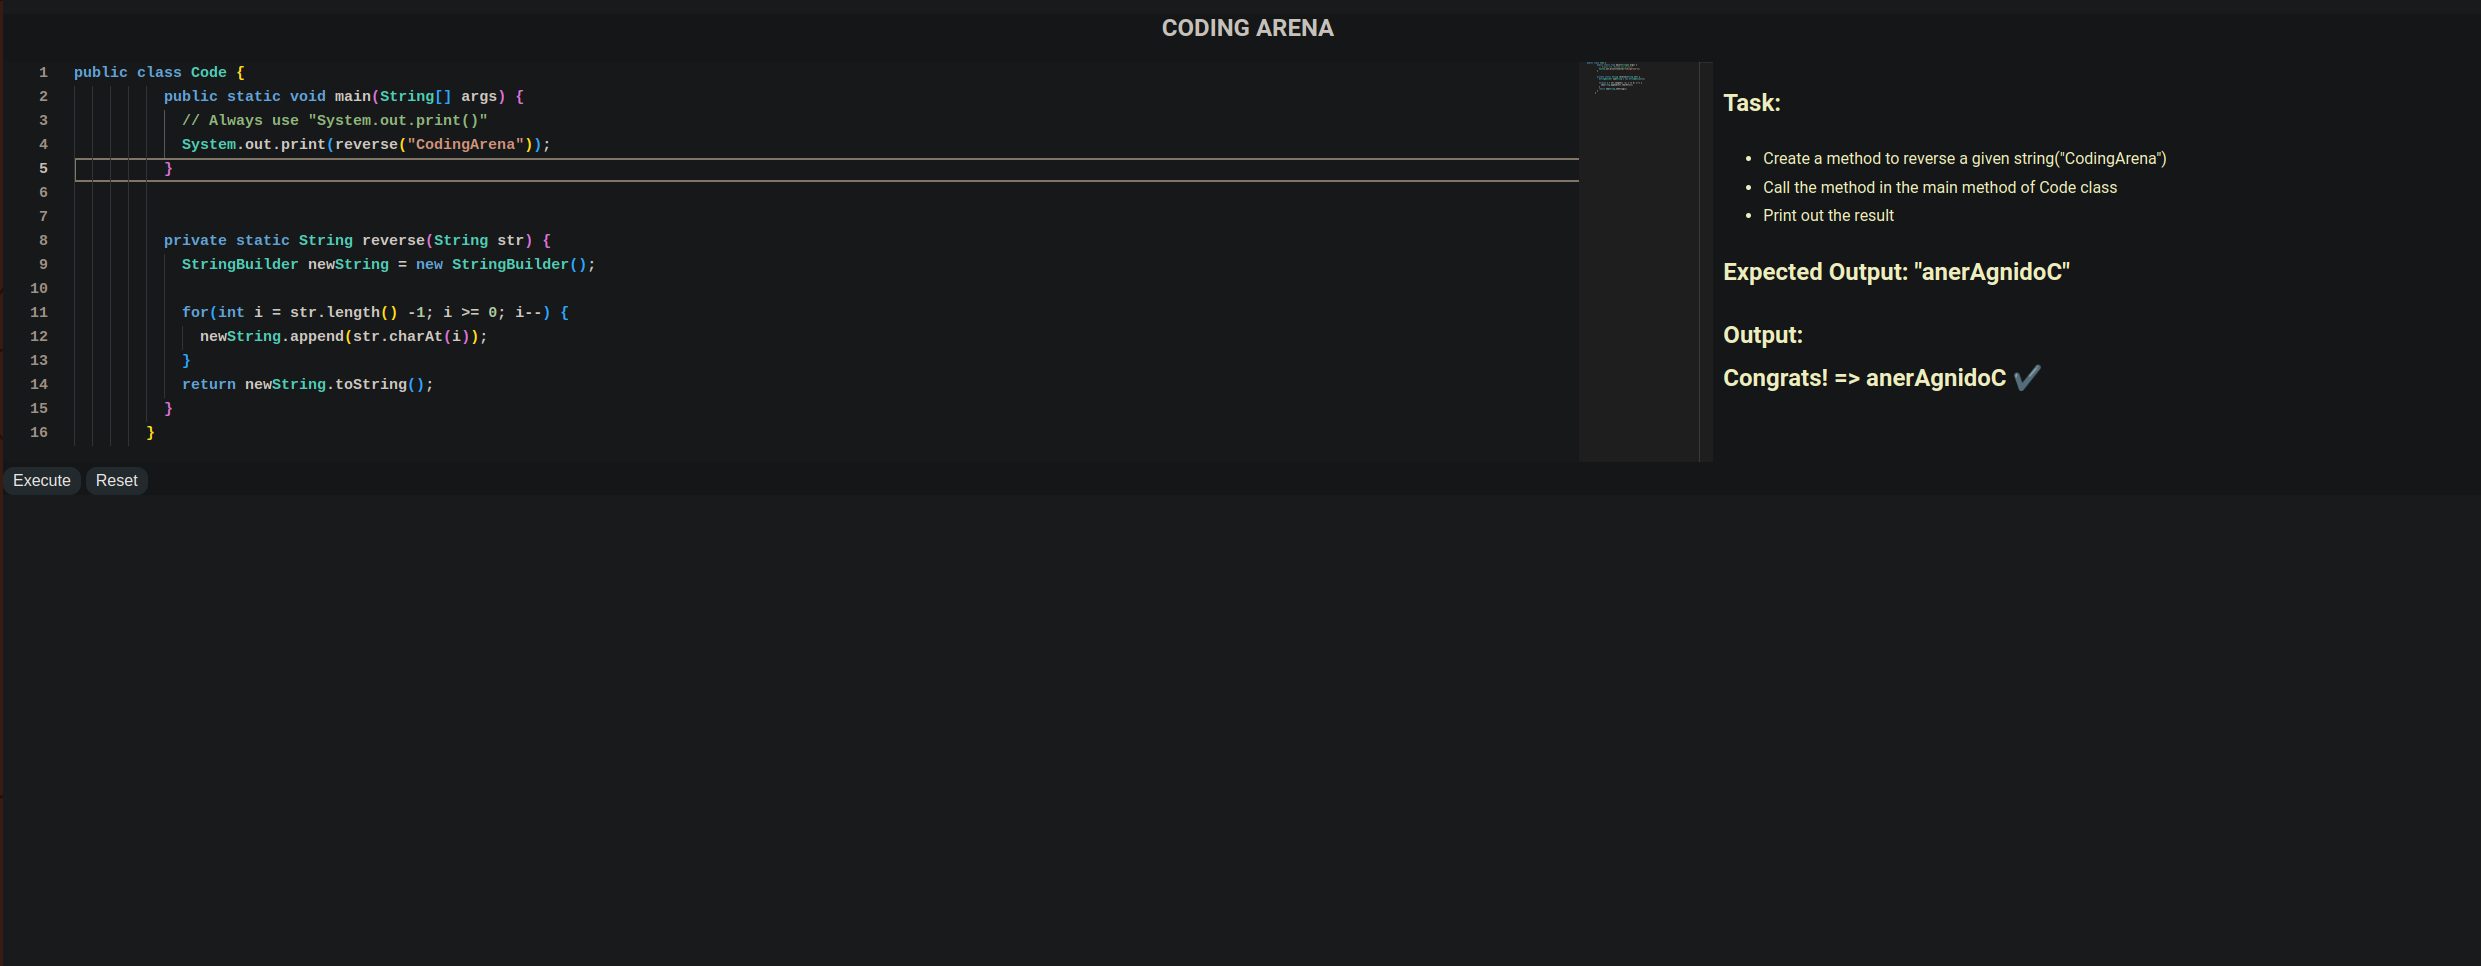 CODING ARENA
1 public class Code {
2 public static void main(String[] args) {
3 // Always use "System.out.print()"
4 System.out.print(reverse("CodingArena"));
5 }
6
7
8 private static String reverse(String str) {
9 StringBuilder newString = new StringBuilder();
10
11 for(int i = str.length() -1; i >= 0; i--) {
12 newString.append(str.charAt(i));
13 }
14 return newString.toString();
15 }
16 }
Execute Reset
Task:
• Create a method to reverse a given string("CodingArena")
• Call the method in the main method of Code class
• Print out the result
Expected Output: "anerAgnidoC"
Output:
Congrats! => anerAgnidoC ✔